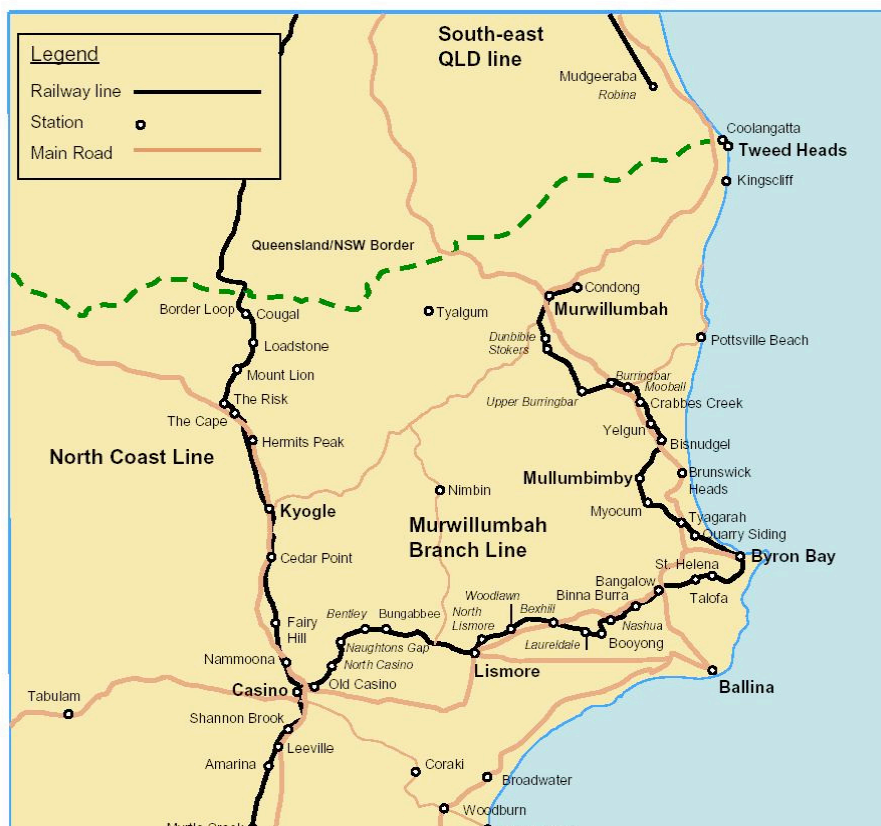 Legend
Railway line
Station
Main Road
South-east
QLD line
Mudgeeraba
Robina
Coolangatta
Tweed Heads
Kingscliff
Queensland/NSW Border
Border Loop
Cougal
Tyalgum
Condong
Murwillumbah
Loadstone
Dunbible
Stokers
Pottsville Beach
Mount Lion
Burringbar
Mooball
Upper Burringbar
The Risk
Crabbes Creek
The Cape
Yelgun
Hermits Peak
Bisnudgel
North Coast Line
Mullumbimby
Brunswick
Heads
Nimbin
Kyogle
Myocum
Tyagarah
Murwillumbah
Branch Line
Quarry Siding
Cedar Point
Byron Bay
St. Helena
Bangalow
Talofa
Woodlawn
Binna Burra
Bexhill
North
Lismore
Fairy
Hill
Bentley
Bungabbee
Nashua
Naughtons Gap
Laureldale
Booyong
Nammoona
North Casino
Lismore
Casino
Old Casino
Ballina
Tabulam
Shannon Brook
Leeville
Amarina
Coraki
Broadwater
Woodburn
Myrtle Creek